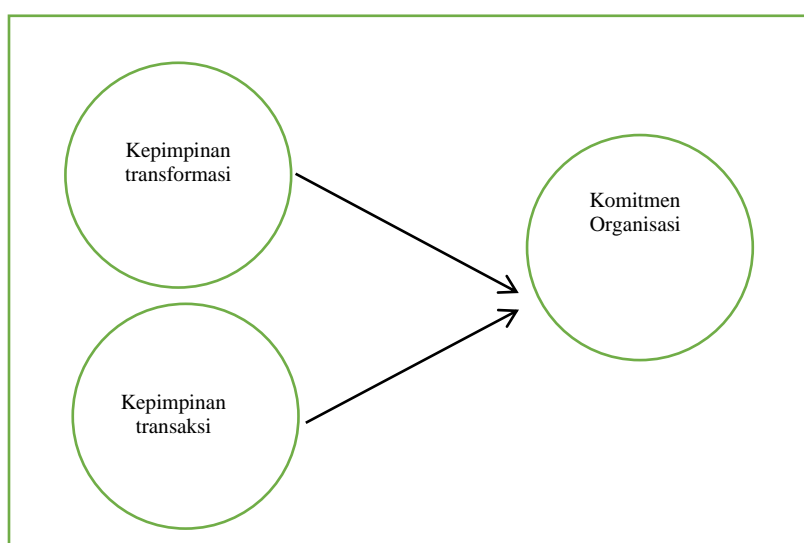 Kepimpinan
transformasi
Komitmen
Organisasi
Kepimpinan
transaksi